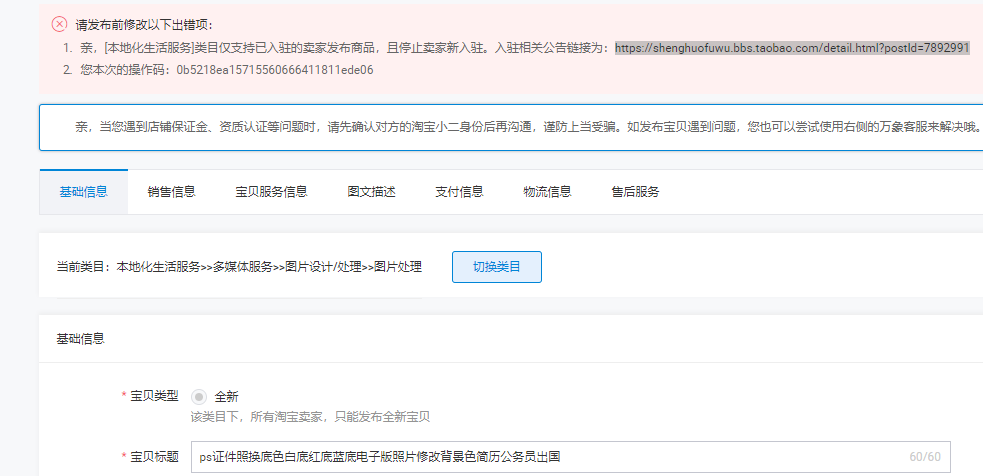 请发布前修改以下出错项：
1. 亲，[本地化生活服务]类目仅支持已入驻的卖家发布商品，且停止卖家新入驻。入驻相关公告链接为：https://shenghuofuwu.bbs.taobao.com/detail.html?postId=7892991
2. 您本次的操作码：0b5218ea15715560666411811ede06
亲，当您遇到店铺保证金、资质认证等问题时，请先确认对方的淘宝小二身份后再沟通，谨防上当受骗。如发布宝贝遇到问题，您也可以尝试使用右侧的万象客服来解决哦。
基础信息 销售信息 宝贝服务信息 图文描述 支付信息 物流信息 售后服务
当前类目：本地化生活服务>>多媒体服务>>图片设计/处理>>图片处理 切换类目
基础信息
* 宝贝类型 全新
该类目下，所有淘宝卖家，只能发布全新宝贝
* 宝贝标题 ps证件照换底色白底红底蓝底电子版照片修改背景色简历公务员出国 60/60